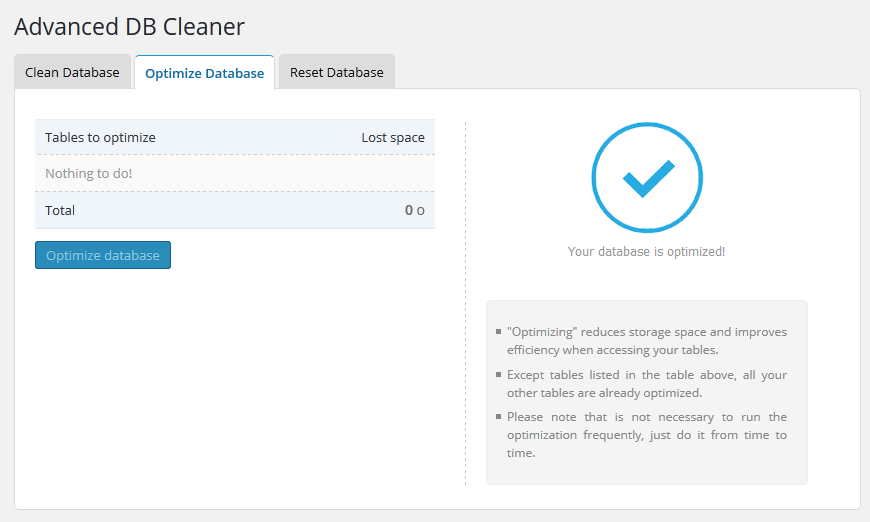 Advanced DB Cleaner
Clean Database
Optimize Database
Reset Database
Tables to optimize Lost space
Nothing to do!
Total 0 o
Optimize database
Your database is optimized!
"Optimizing" reduces storage space and improves
efficiency when accessing your tables.
Except tables listed in the table above, all your
other tables are already optimized.
Please note that is not necessary to run the
optimization frequently, just do it from time to
time.